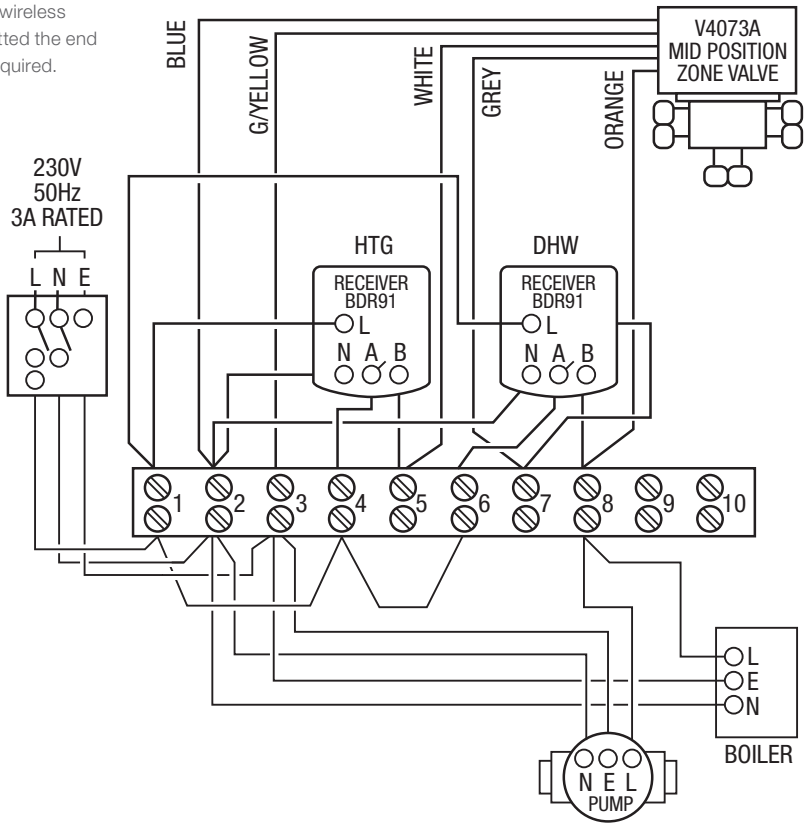 wireless
tted the end
quired.
BLUE
G/YELLOW
WHITE
GREY
ORANGE
V4073A
MID POSITION
ZONE VALVE
230V
50Hz
3A RATED
L N E
HTG
RECEIVER
BDR91
L
N A B
DHW
RECEIVER
BDR91
L
N A B
1 2 3 4 5 6 7 8 9 10
L
E
N
BOILER
N E L
PUMP